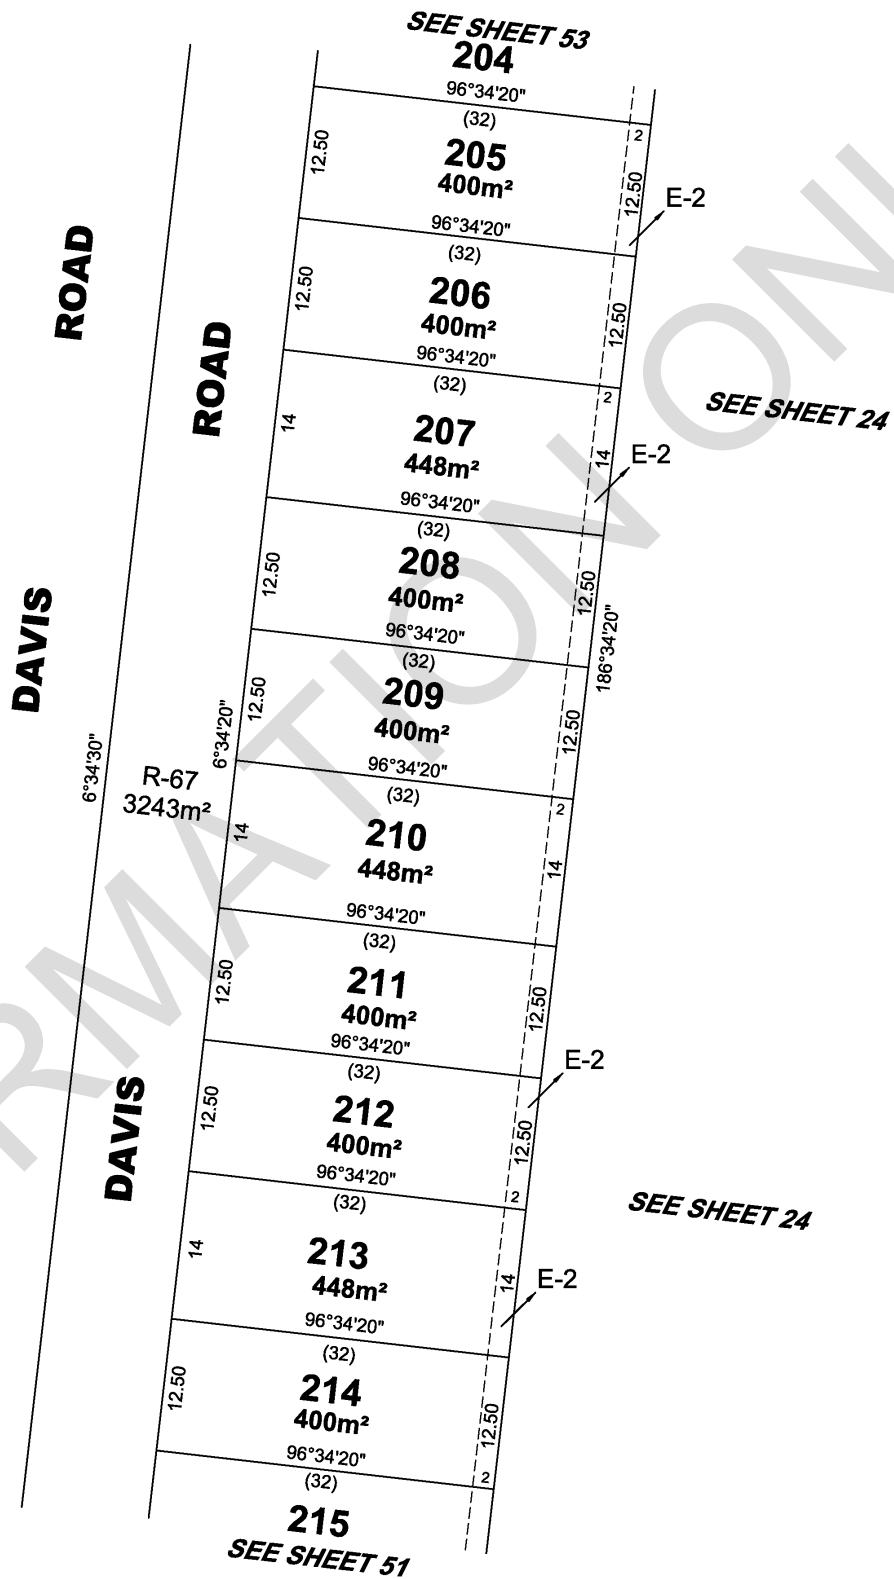 SEE SHEET 53
204
96°34'20"
(32)
2
12.50
205
400m²
12.50
E-2
96°34'20"
(32)
12.50
206
400m²
12.50
96°34'20"
(32)
2
14
207
448m²
14
E-2
SEE SHEET 24
96°34'20"
(32)
12.50
208
400m²
12.50
96°34'20"
(32)
186°34'20"
12.50
209
400m²
12.50
96°34'20"
(32)
2
14
210
448m²
14
96°34'20"
(32)
12.50
211
400m²
12.50
96°34'20"
(32)
E-2
12.50
212
400m²
12.50
96°34'20"
2
(32)
SEE SHEET 24
14
213
448m²
14
E-2
96°34'20"
(32)
12.50
214
400m²
12.50
96°34'20"
2
(32)
215
SEE SHEET 51
DAVIS
ROAD
DAVIS
ROAD
6°34'30"
6°34'20"
R-67
3243m²
RMATION ONL